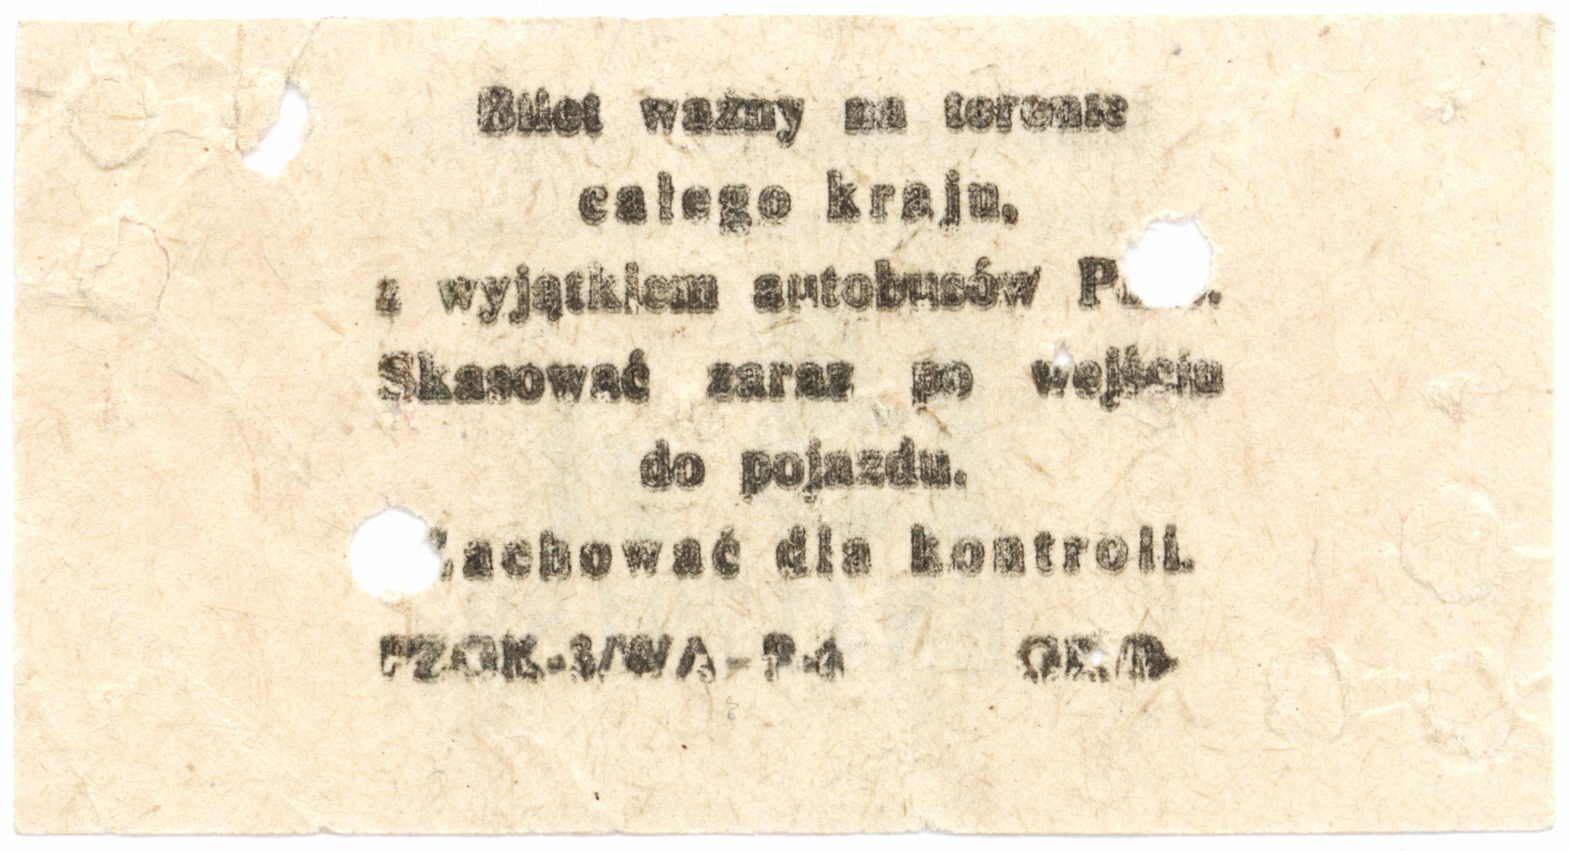 Bilet ważny na terenie
całego kraju,
z wyjątkiem autobusów
Skasować zaraz po wejściu
do pojazdu.
Zachować dla kontroli.